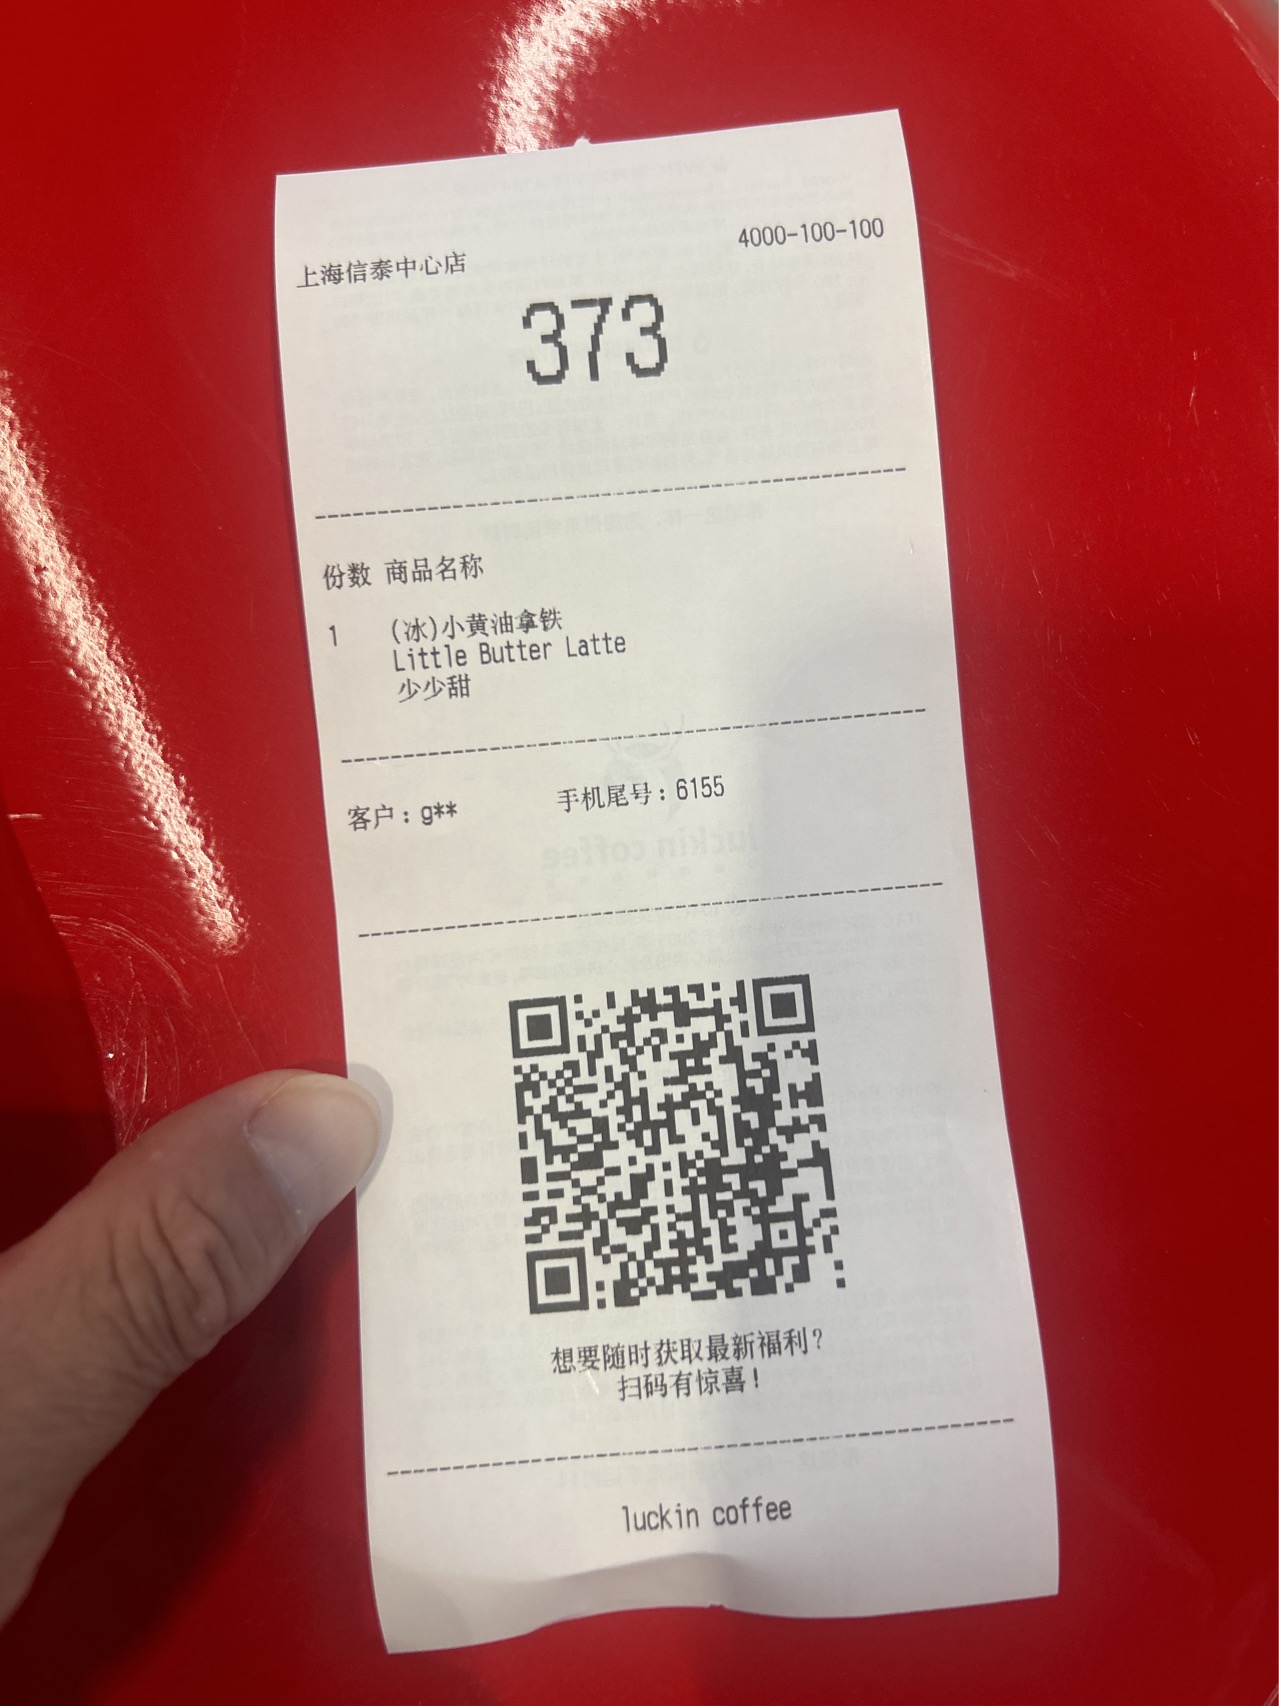 上海信泰中心店
4000-100-100
373
份数 商品名称
1 (冰)小黄油拿铁
Little Butter Latte
少少甜
客户：g** 手机尾号：6155
luckin coffee
想要随时获取最新福利？
扫码有惊喜！
luckin coffee